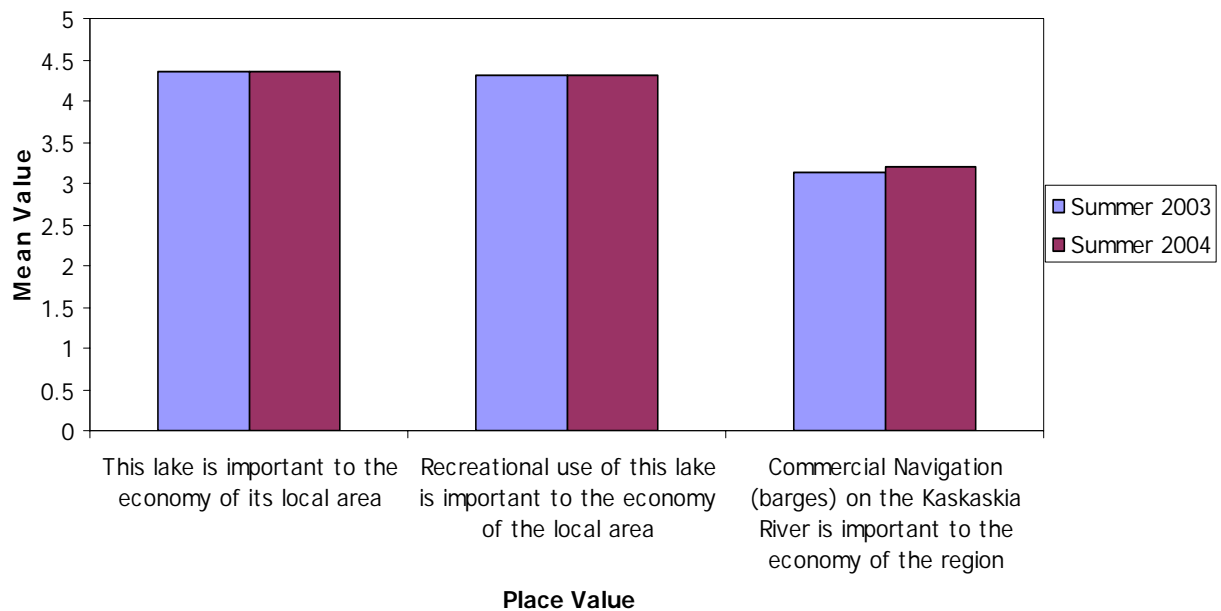 5
4.5
4
3.5
3
2.5
2
1.5
1
0.5
0
Mean Value
Summer 2003
Summer 2004
This lake is important to the
economy of its local area
Recreational use of this lake
is important to the economy
of the local area
Commercial Navigation
(barges) on the Kaskaskia
River is important to the
economy of the region
Place Value